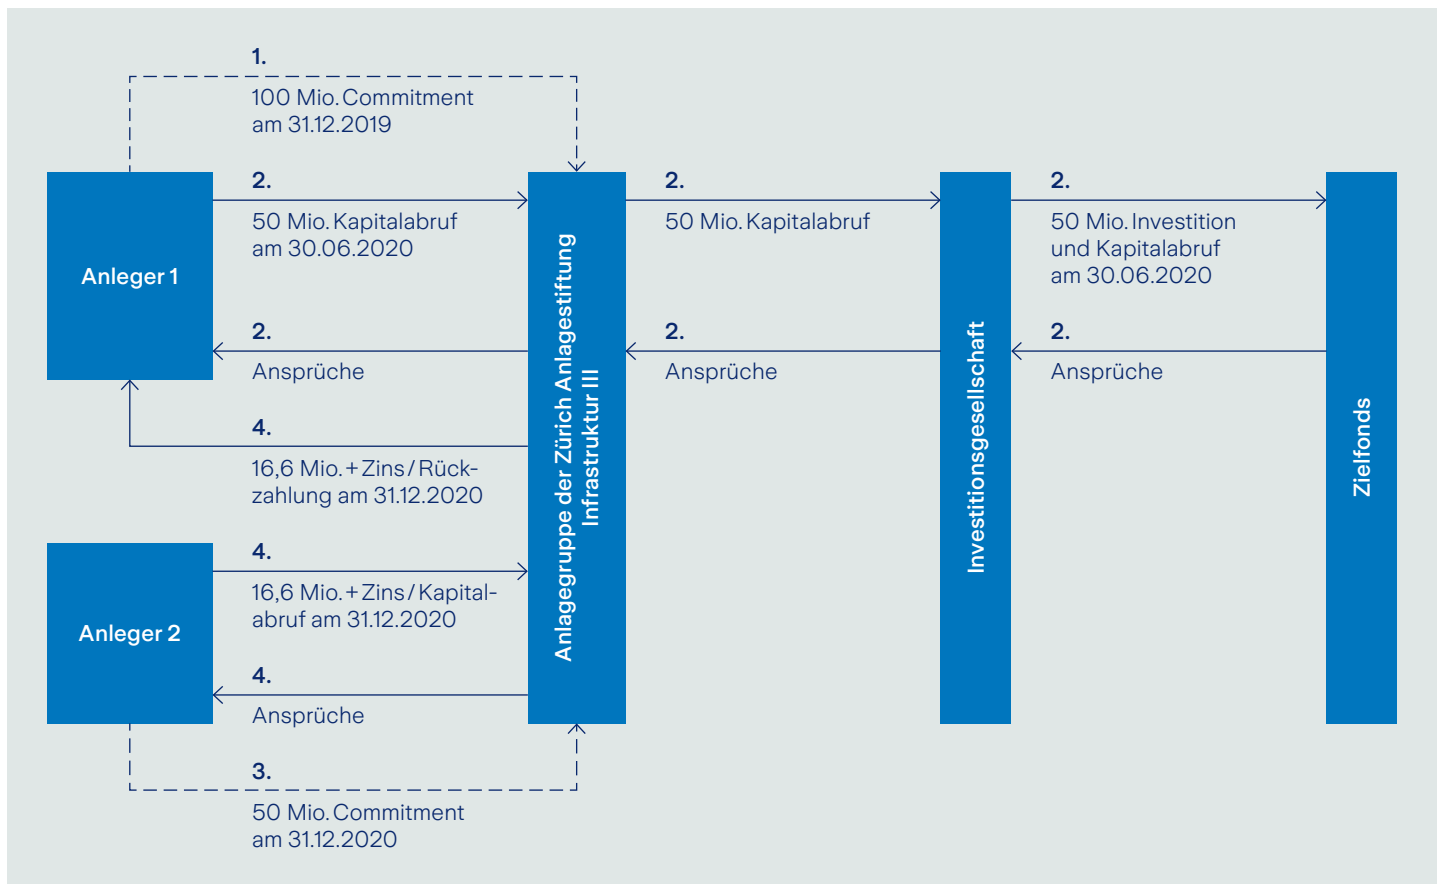 1.
100 Mio. Commitment
am 31.12.2019
Anleger 1
2.
50 Mio. Kapitalabruf
am 30.06.2020
2.
Ansprüche
4.
16,6 Mio. + Zins / Rück-
zahlung am 31.12.2020
Anleger 2
4.
16,6 Mio. + Zins / Kapital-
abruf am 31.12.2020
4.
Ansprüche
3.
50 Mio. Commitment
am 31.12.2020
Anlagegruppe der Zürich Anlagestiftung
Infrastruktur III
2.
50 Mio. Kapitalabruf
2.
Ansprüche
Investitionsgesellschaft
2.
50 Mio. Investition
und Kapitalabruf
am 30.06.2020
2.
Ansprüche
Zielfonds